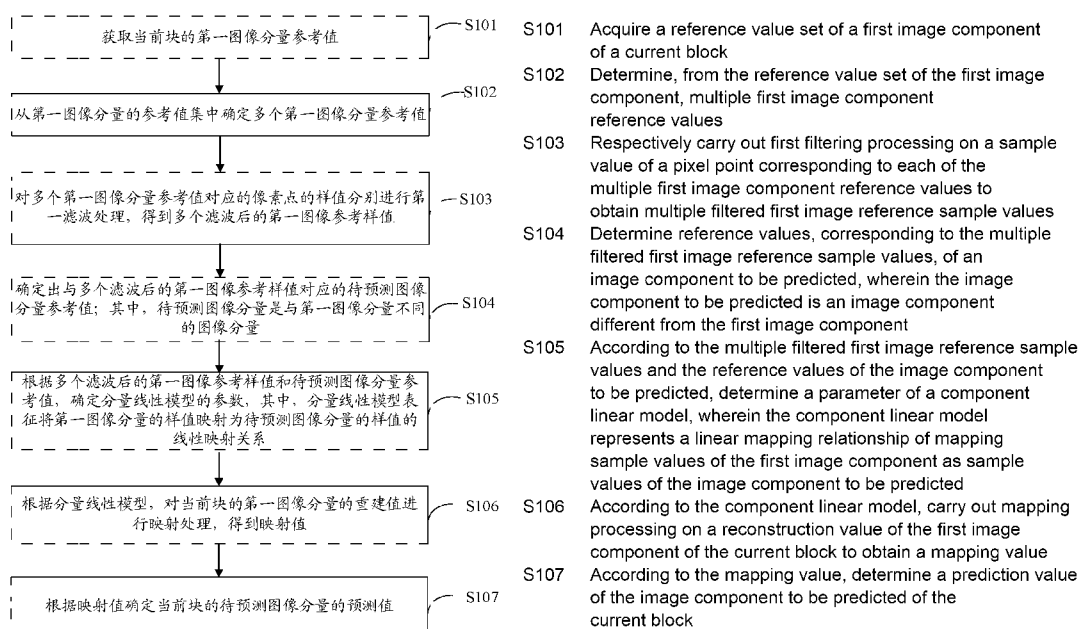 获取当前块的第一图像分量参考值
S101
从第一图像分量的参考值集中确定多个第一图像分量参考值
S102
对多个第一图像分量参考值对应的像素点的样值分别进行第
一滤波处理，得到多个滤波后的第一图像参考样值
S103
确定出与多个滤波后的第一图像参考样值对应的待预测图像
分量参考值；其中，待预测图像分量是与第一图像分量不同
的图像分量
S104
根据多个滤波后的第一图像参考样值和待预测图像分量参
考值，确定分量线性模型的参数，其中，分量线性模型表
征将第一图像分量的样值映射为待预测图像分量的样值的
线性映射关系
S105
根据分量线性模型，对当前块的第一图像分量的重建值进
行映射处理，得到映射值
S106
根据映射值确定当前块的待预测图像分量的预测值
S107
S101 Acquire a reference value set of a first image component
of a current block
S102 Determine, from the reference value set of the first image
component, multiple first image component
reference values
S103 Respectively carry out first filtering processing on a sample
value of a pixel point corresponding to each of the
multiple first image component reference values to
obtain multiple filtered first image reference sample values
S104 Determine reference values, corresponding to the multiple
filtered first image reference sample values, of an
image component to be predicted, wherein the image
component to be predicted is an image component
different from the first image component
S105 According to the multiple filtered first image reference sample
values and the reference values of the image component
to be predicted, determine a parameter of a component
linear model, wherein the component linear model
represents a linear mapping relationship of mapping
sample values of the first image component as sample
values of the image component to be predicted
S106 According to the component linear model, carry out mapping
processing on a reconstruction value of the first image
component of the current block to obtain a mapping value
S107 According to the mapping value, determine a prediction value
of the image component to be predicted of the
current block